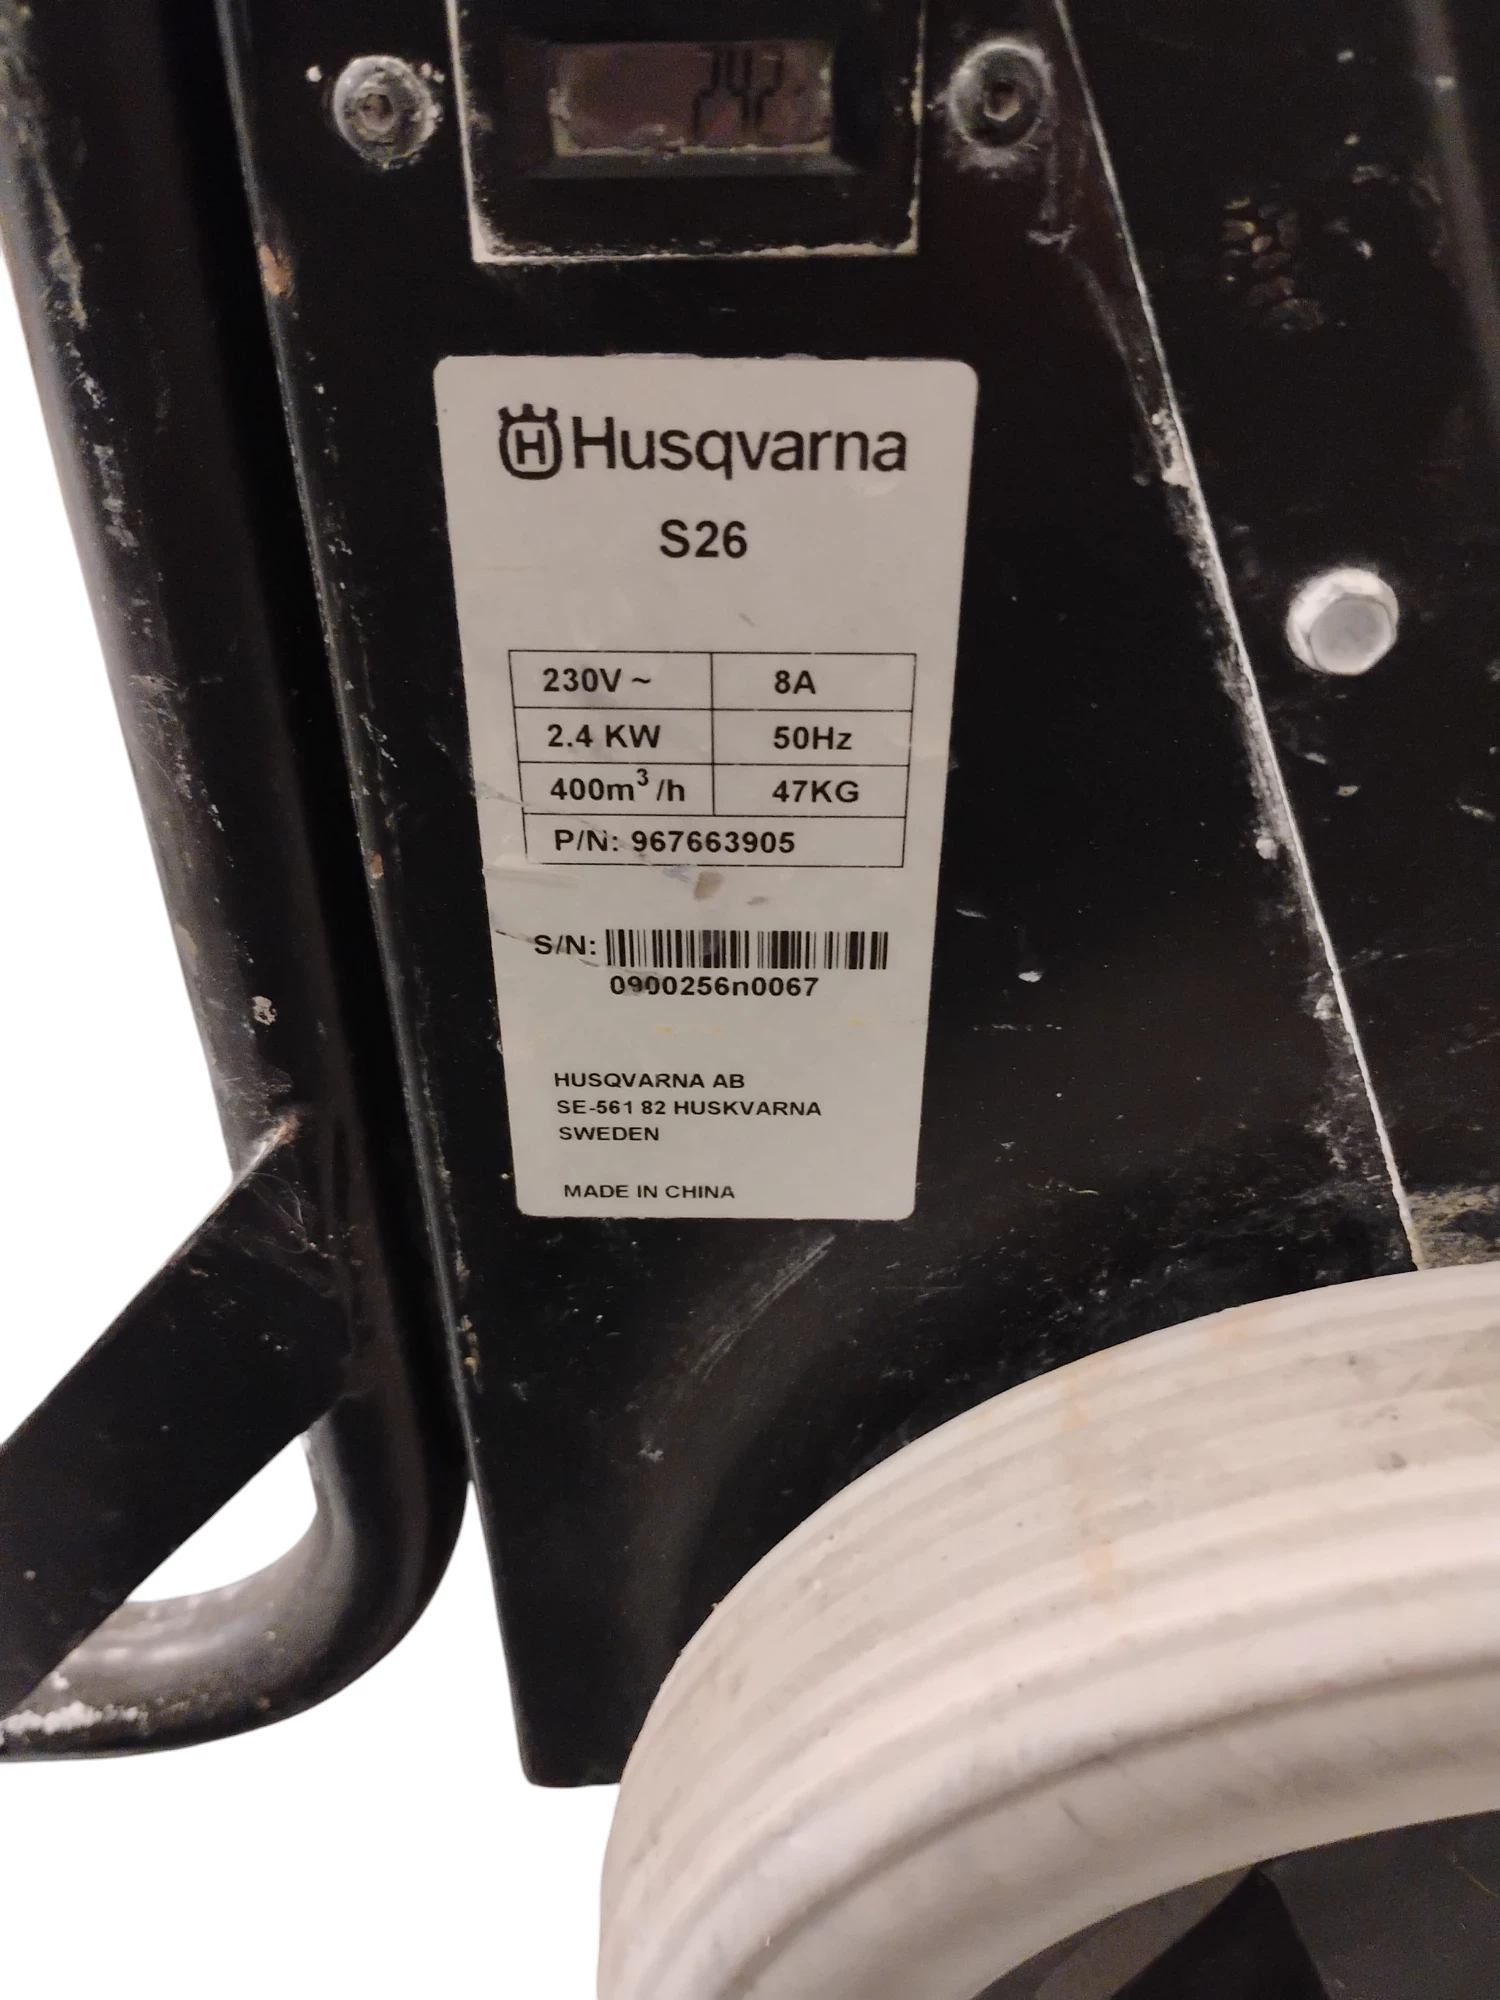 742
H Husqvarna
S26
230V ~ 8A
2.4 KW 50Hz
400m³/h 47KG
P/N: 967663905
S/N:
0900256n0067
HUSQVARNA AB
SE-561 82 HUSKVARNA
SWEDEN
MADE IN CHINA